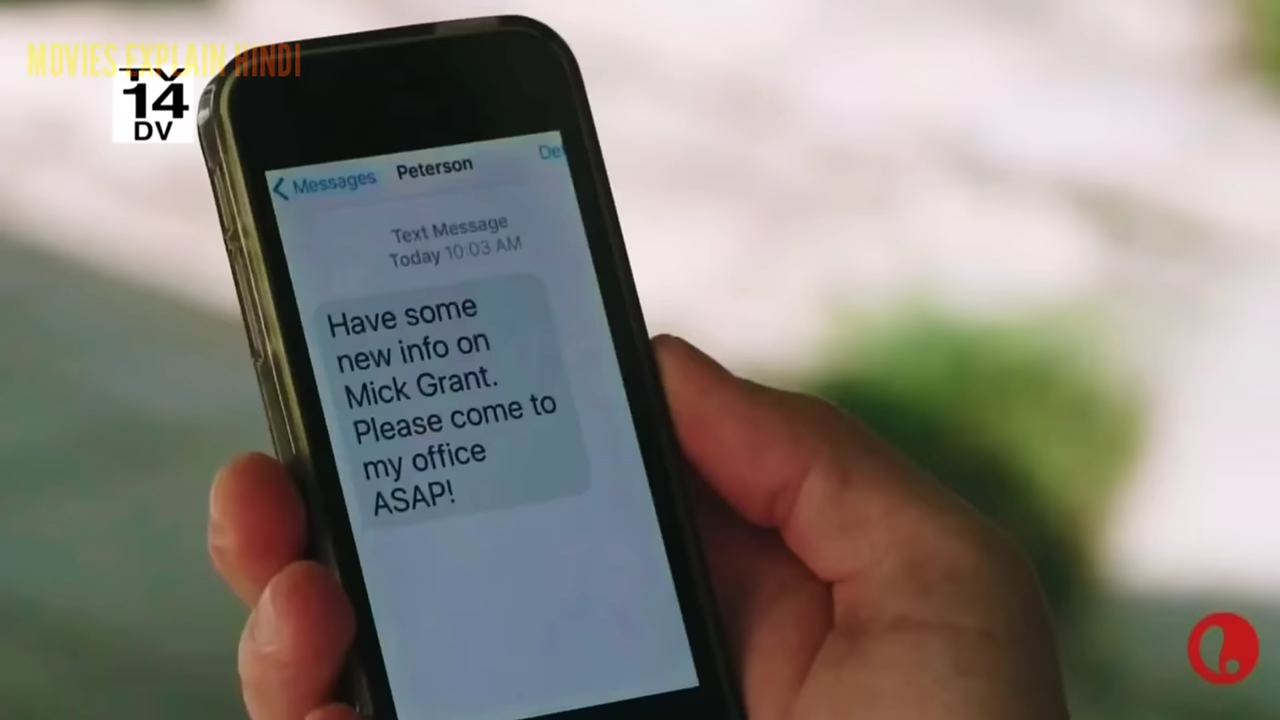 MOVIES EXPLAIN HINDI
TV
14
DV
Messages
Peterson
Text Message
Today 10:03 AM
Have some
new info on
Mick Grant.
Please come to
my office
ASAP!